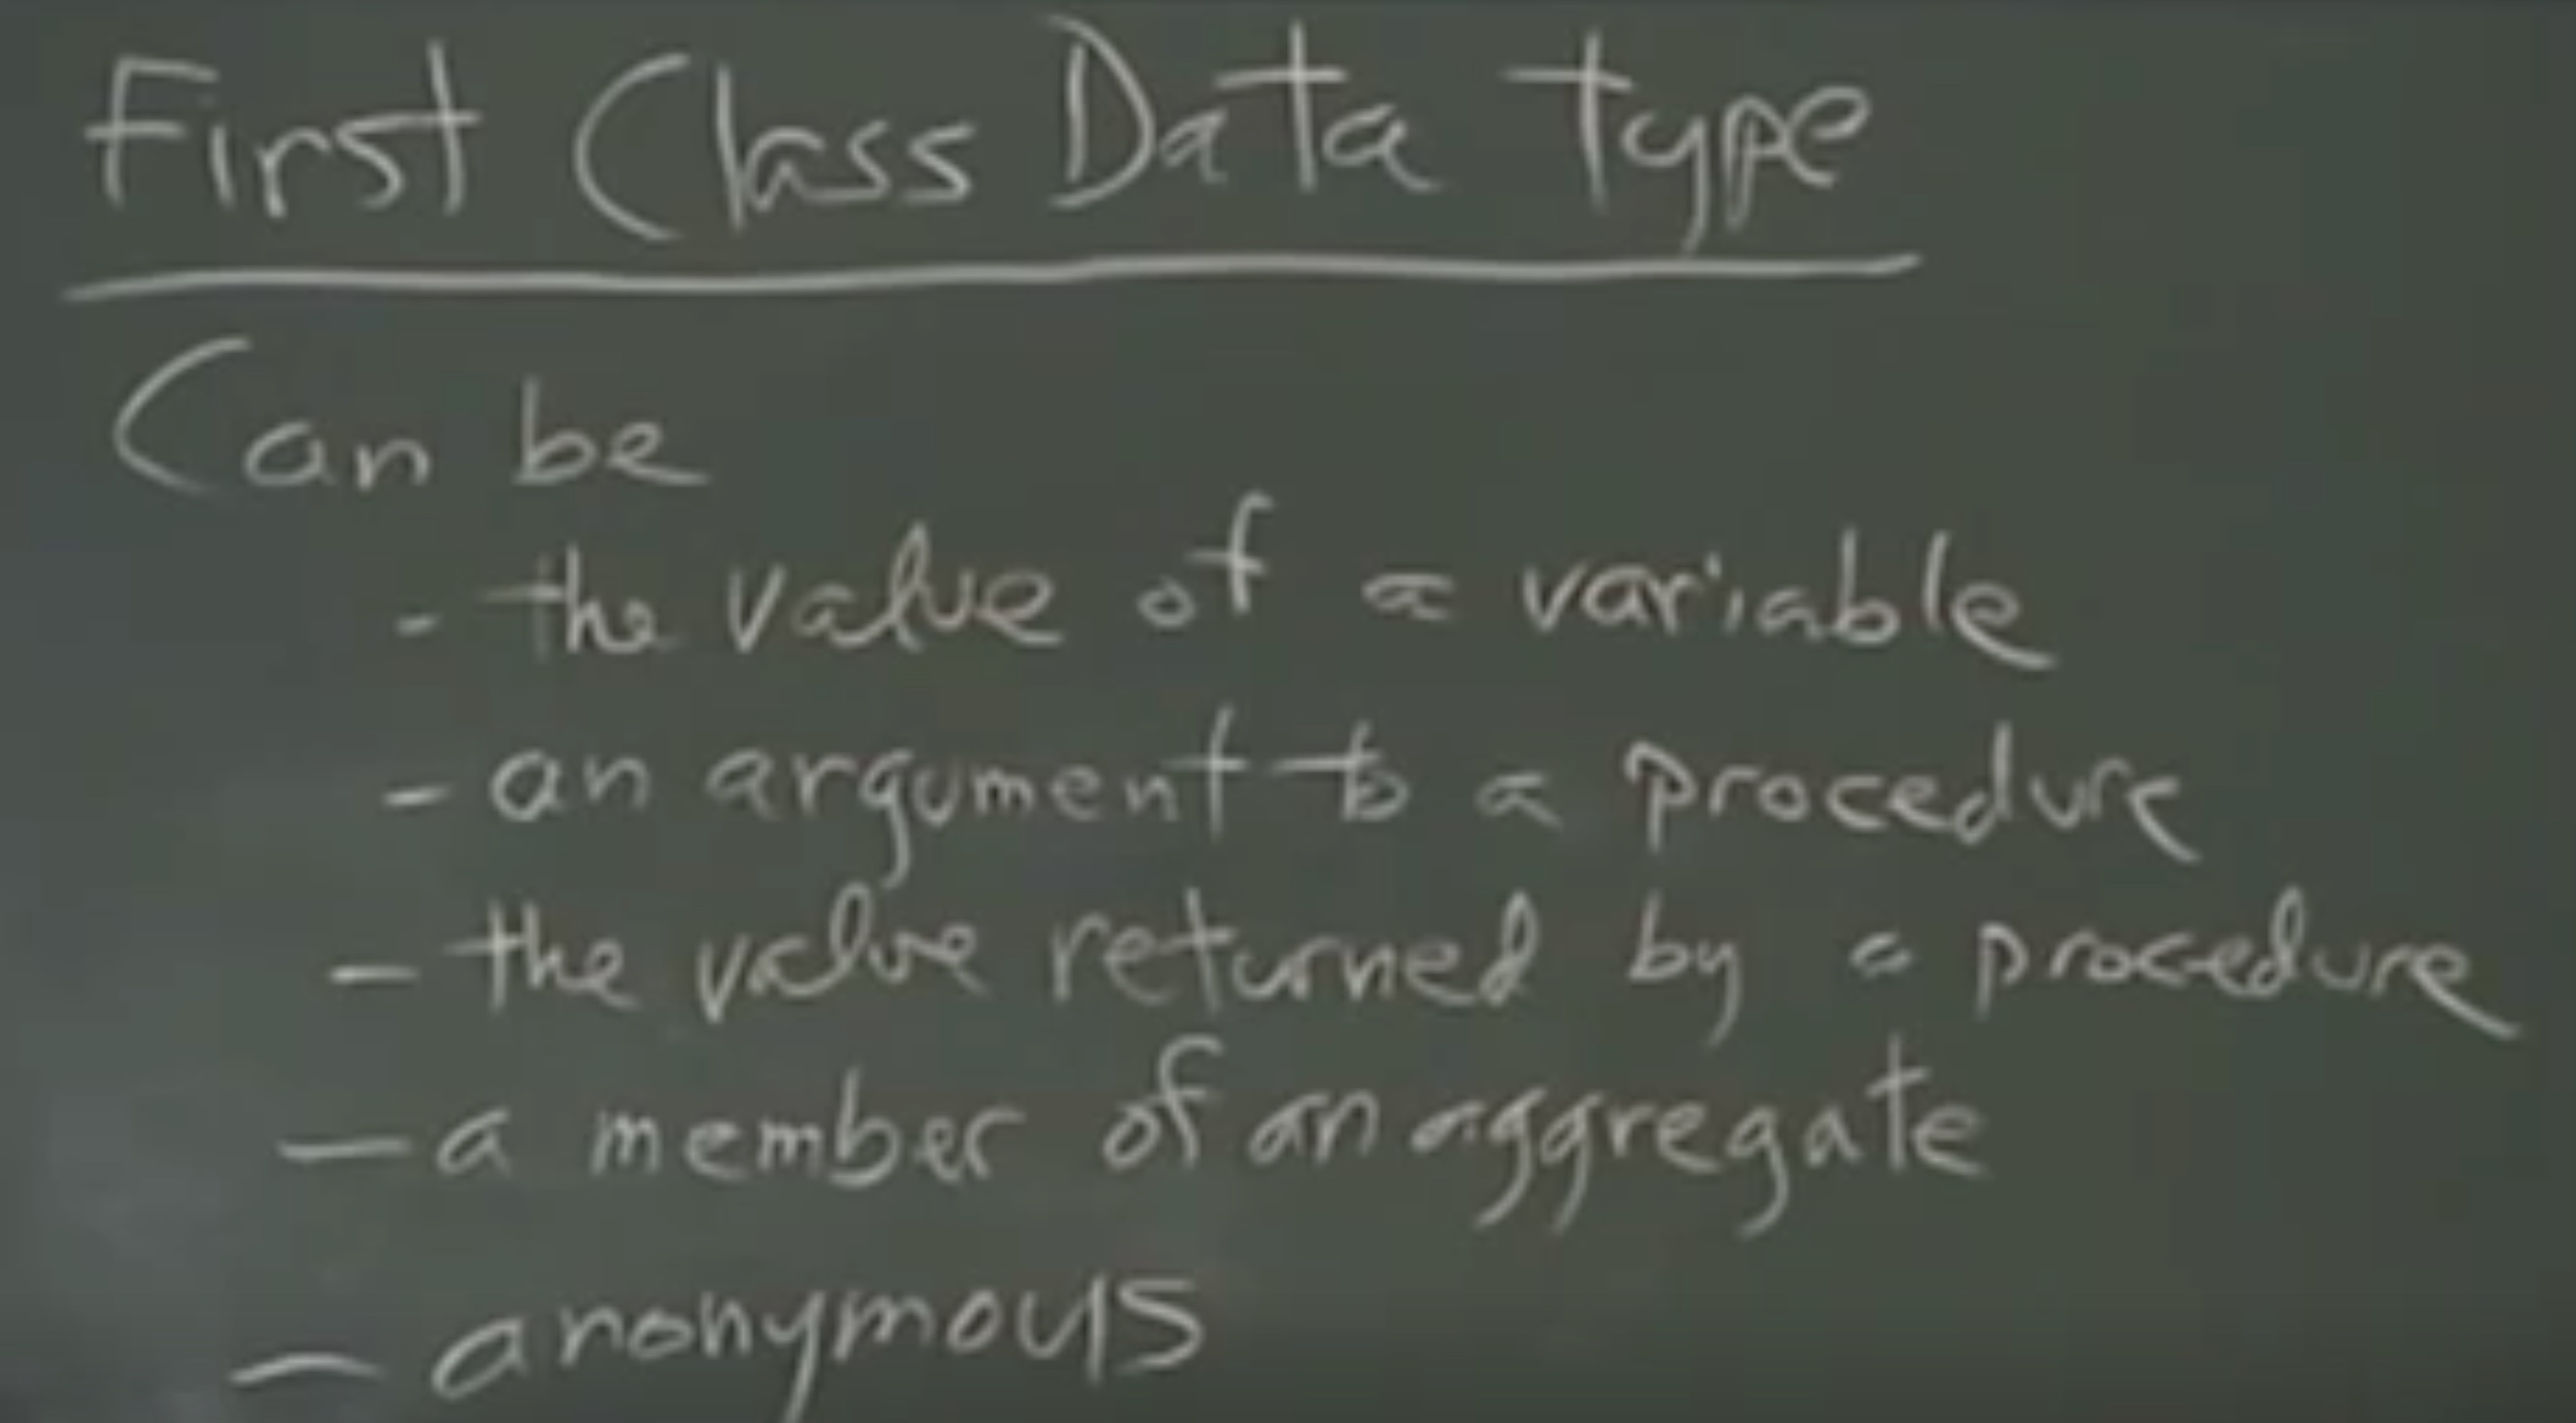 First Class Data Type
Can be
- the value of a variable
- an argument to a procedure
- the value returned by a procedure
- a member of an aggregate
- anonymous